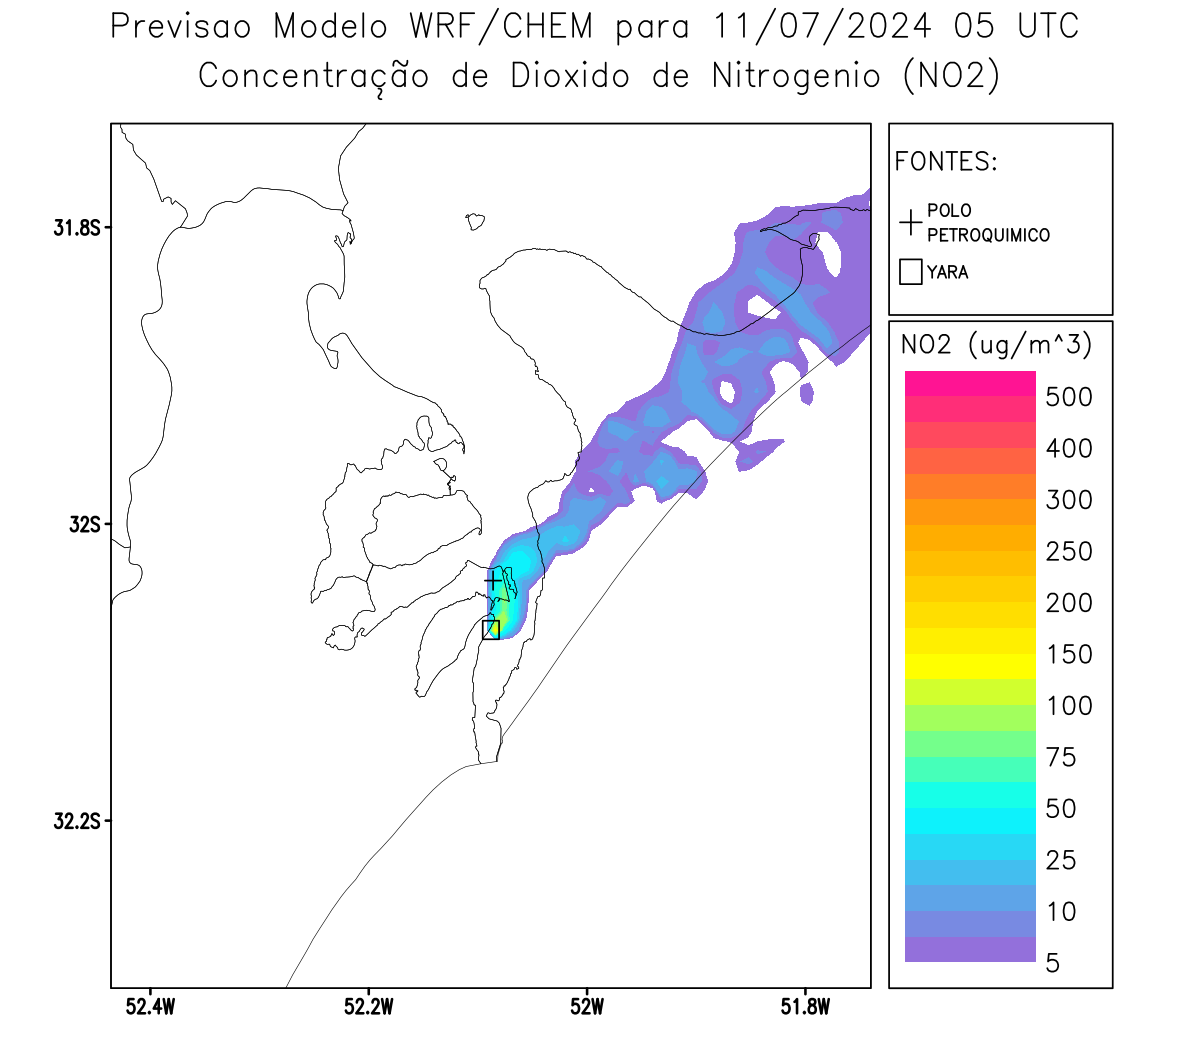 Previsao Modelo WRF/CHEM para 11/07/2024 05 UTC
Concentração de Dioxido de Nitrogenio (NO2)
FONTES:
POLO
PETROQUIMICO
YARA
31.8S
32S
32.2S
52.4W
52.2W
52W
51.8W
NO2 (ug/m^3)
500
400
300
250
200
150
100
75
50
25
10
5